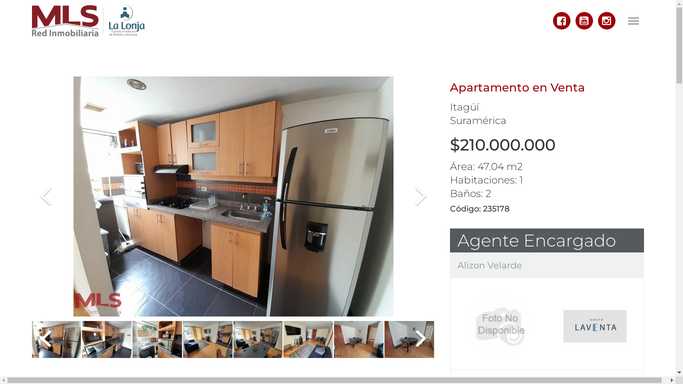 MLS
Red Inmobiliaria
La Lonja
Apartamento en Venta
Itagüí
Suramérica
$210.000.000
Área: 47.04 m2
Habitaciones: 1
Baños: 2
Código: 235178
Agente Encargado
Alizon Velarde
MLS
Foto No
Disponible
LAVENTA